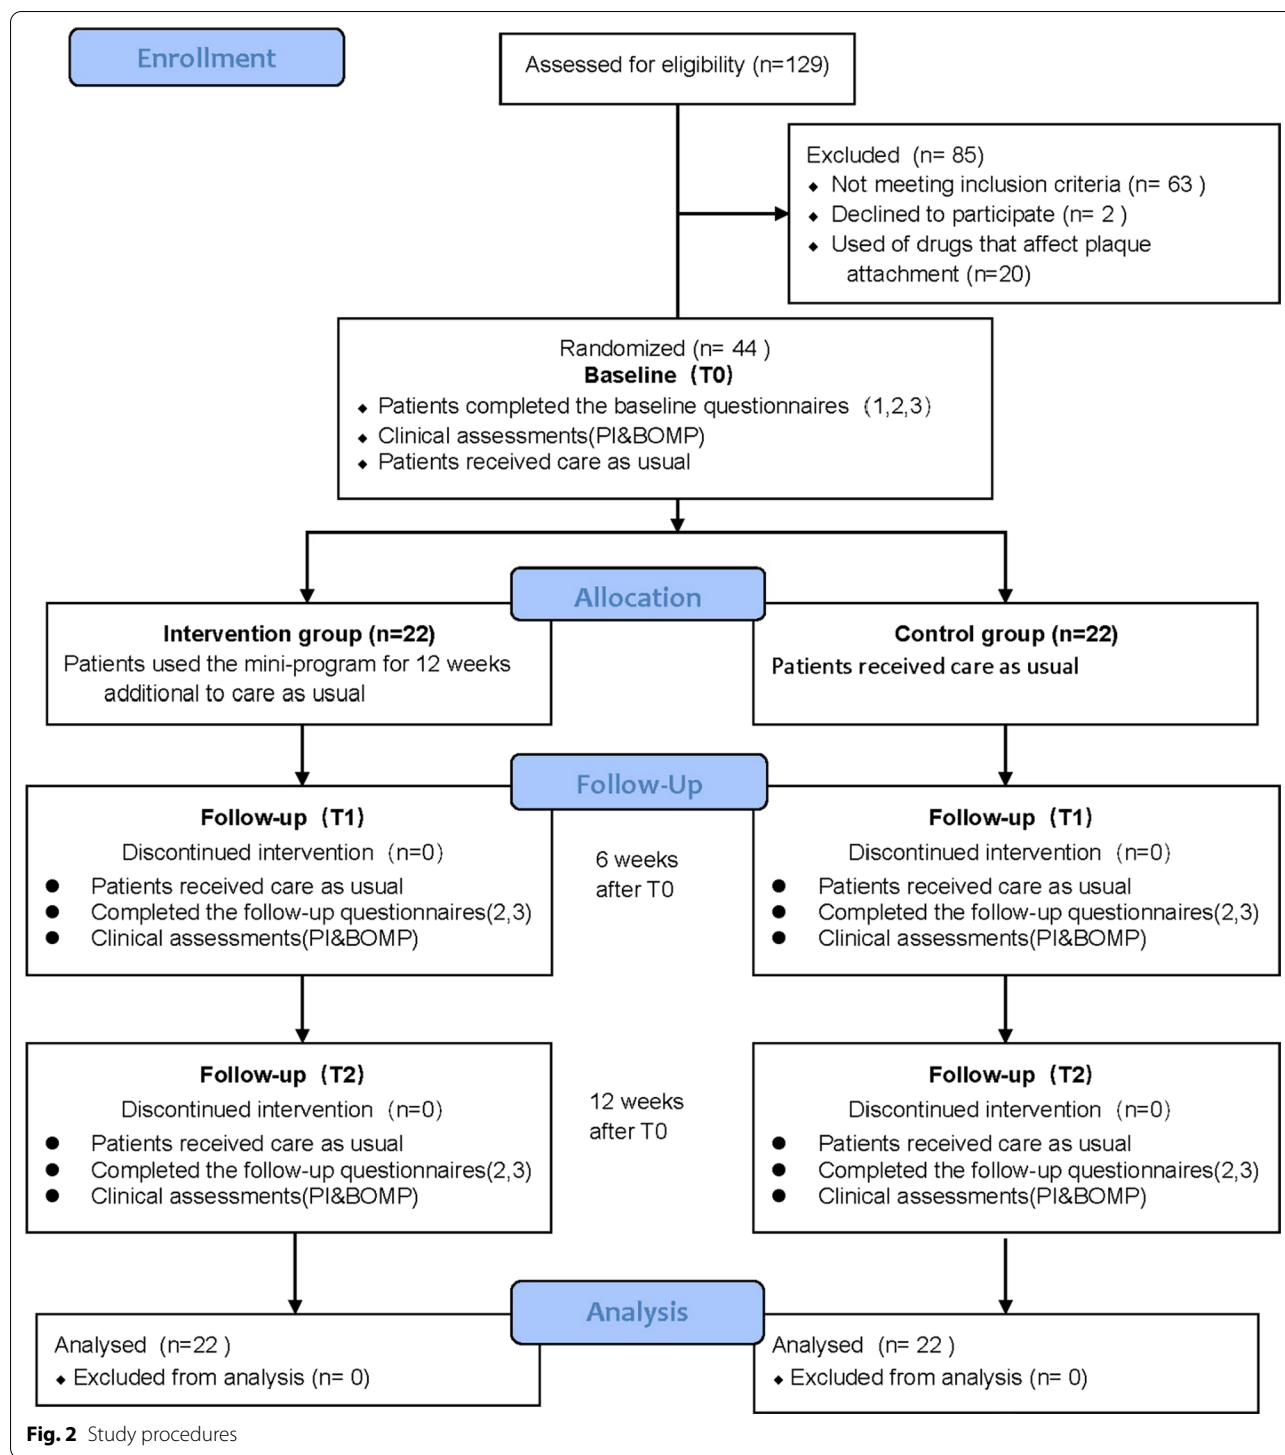 Enrollment
Assessed for eligibility (n=129)
Excluded (n= 85)
⬥ Not meeting inclusion criteria (n= 63 )
⬥ Declined to participate (n= 2 )
⬥ Used of drugs that affect plaque
attachment (n=20)
Randomized (n= 44 )
Baseline (T0)
⬥ Patients completed the baseline questionnaires (1,2,3)
⬥ Clinical assessments(PI&BOMP)
⬥ Patients received care as usual
Allocation
Intervention group (n=22)
Patients used the mini-program for 12 weeks
additional to care as usual
Control group (n=22)
Patients received care as usual
Follow-Up
Follow-up (T1)
Discontinued intervention (n=0)
● Patients received care as usual
● Completed the follow-up questionnaires(2,3)
● Clinical assessments(PI&BOMP)
6 weeks
after T0
Follow-up (T1)
Discontinued intervention (n=0)
● Patients received care as usual
● Completed the follow-up questionnaires(2,3)
● Clinical assessments(PI&BOMP)
Follow-up (T2)
Discontinued intervention (n=0)
● Patients received care as usual
● Completed the follow-up questionnaires(2,3)
● Clinical assessments(PI&BOMP)
12 weeks
after T0
Follow-up (T2)
Discontinued intervention (n=0)
● Patients received care as usual
● Completed the follow-up questionnaires(2,3)
● Clinical assessments(PI&BOMP)
Analysis
Analysed (n=22 )
⬥ Excluded from analysis (n= 0)
Analysed (n= 22 )
⬥ Excluded from analysis (n= 0)
Fig. 2 Study procedures